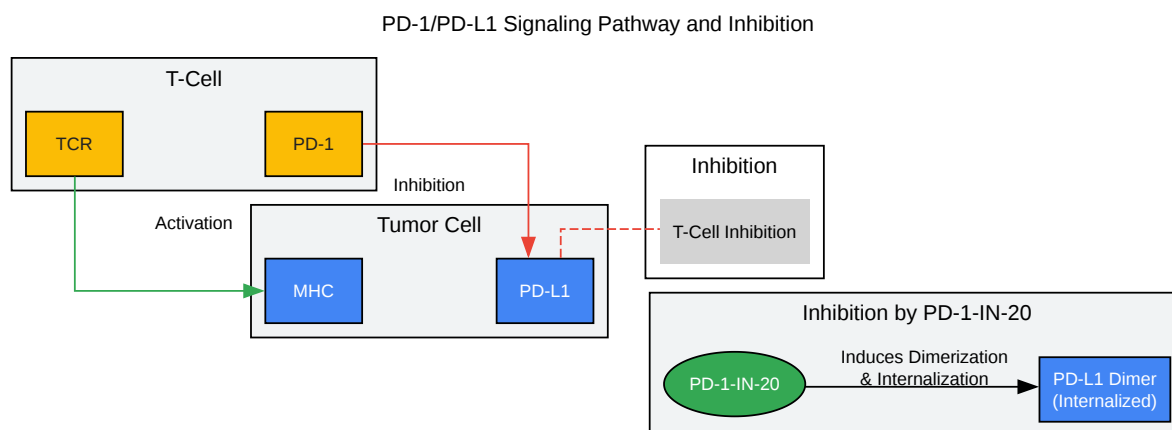 PD-1/PD-L1 Signaling Pathway and Inhibition
T-Cell
TCR
PD-1
Inhibition
Activation
Tumor Cell
MHC
PD-L1
Inhibition
T-Cell Inhibition
Inhibition by PD-1-IN-20
PD-1-IN-20
Induces Dimerization
& Internalization
PD-L1 Dimer
(Internalized)